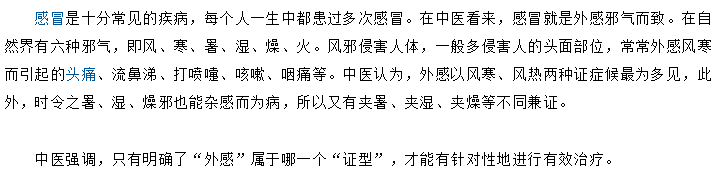 感冒是十分常见的疾病，每个人一生中都患过多次感冒。在中医看来，感冒就是外感邪气而致。在自
然界有六种邪气，即风、寒、暑、湿、燥、火。风邪侵害人体，一般多侵害人的头面部位，常常外感风寒
而引起的头痛、流鼻涕、打喷嚏、咳嗽、咽痛等。中医认为，外感以风寒、风热两种证症候最为多见，此
外，时令之暑、湿、燥邪也能杂感而为病，所以又有夹暑、夹湿、夹燥等不同兼证。
中医强调，只有明确了“外感”属于哪一个“证型”，才能有针对性地进行有效治疗。